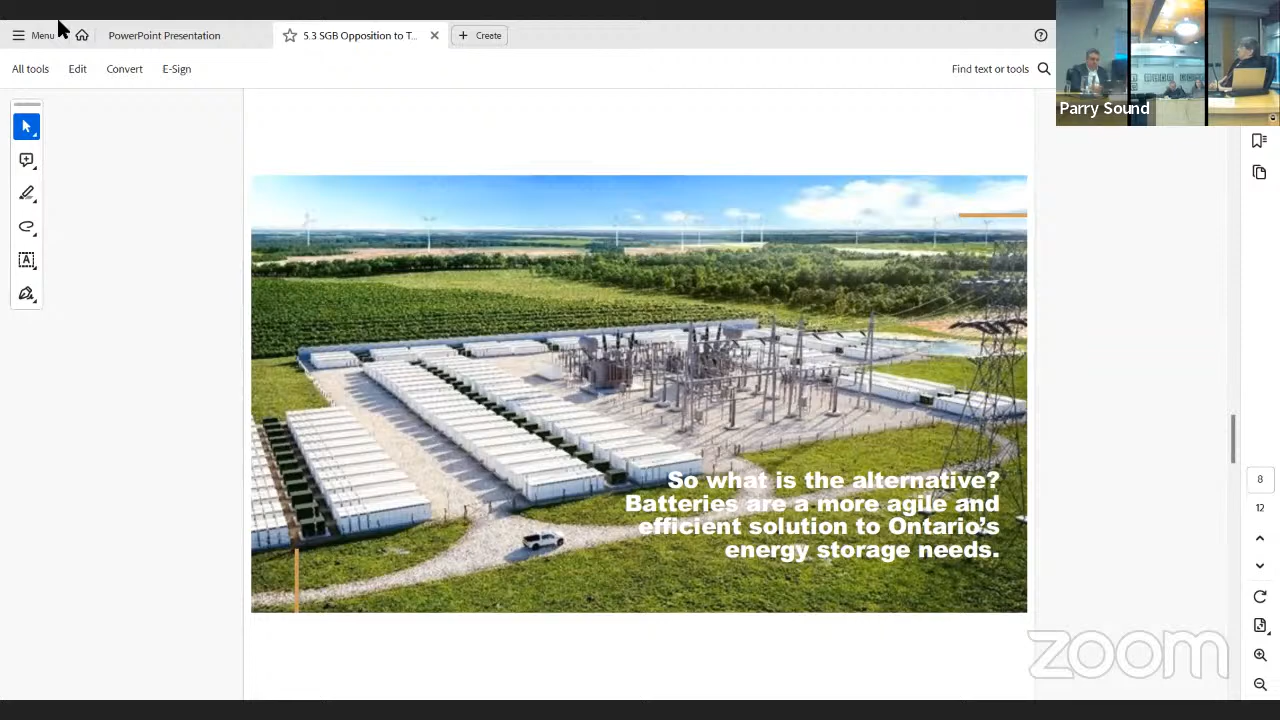 Menu
PowerPoint Presentation
5.3 SGB Opposition to T...
Create
All tools
Edit
Convert
E-Sign
Find text or tools
Parry Sound
So what is the alternative?
Batteries are a more agile and
efficient solution to Ontario's
energy storage needs.
8
12
zoom